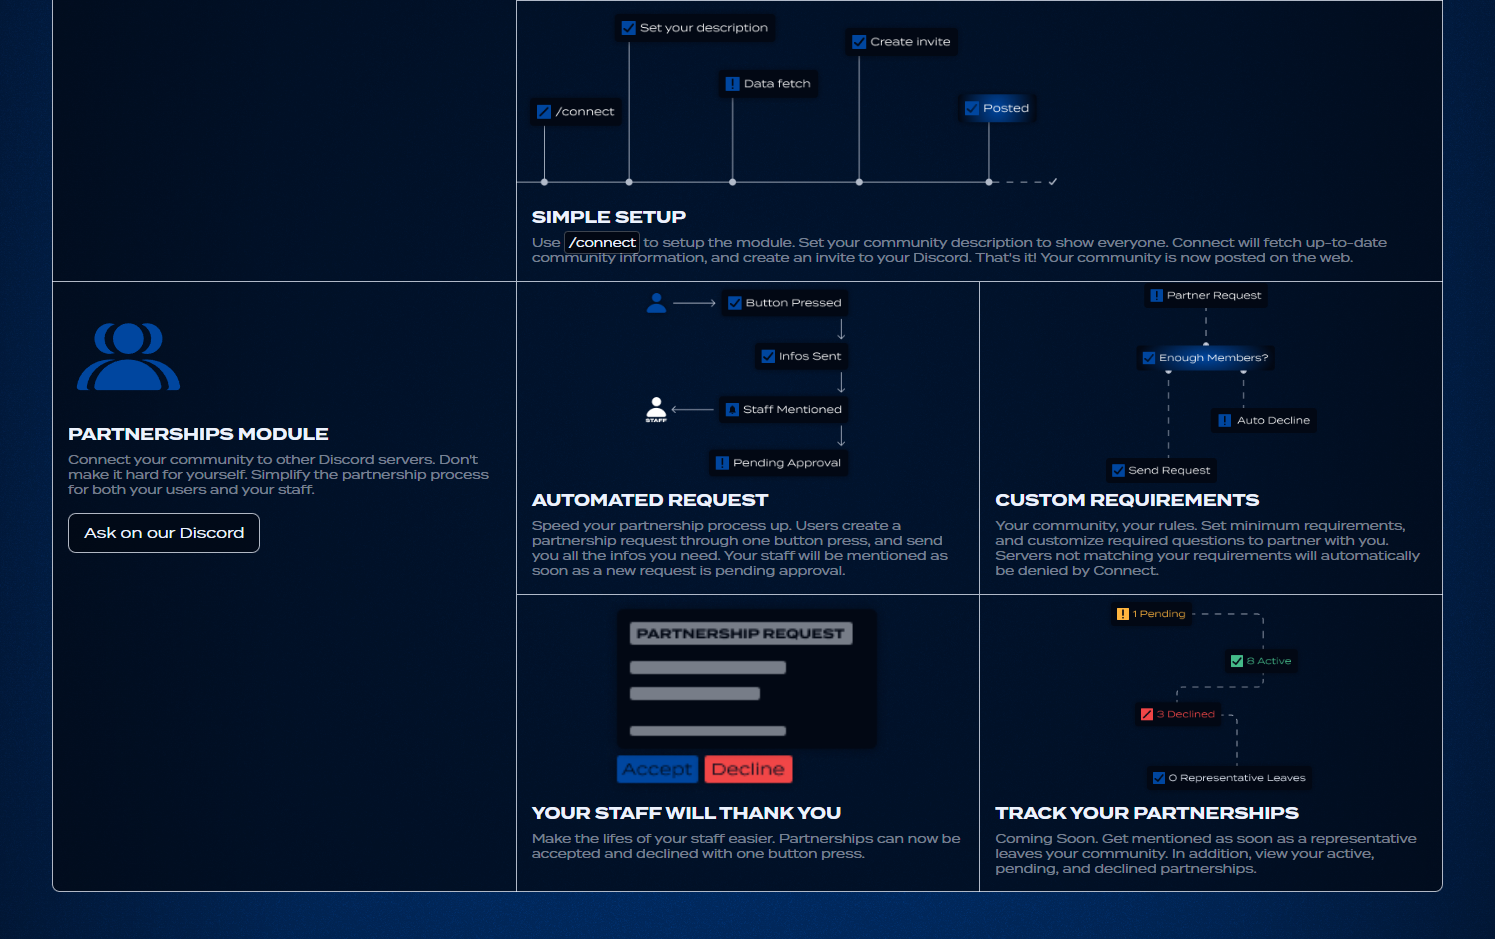 Set your description
Create invite
Data fetch
/connect
Posted
SIMPLE SETUP
Use /connect to setup the module. Set your community description to show everyone. Connect will fetch up-to-date
community information, and create an invite to your Discord. That's it! Your community is now posted on the web.
PARTNERSHIPS MODULE
Connect your community to other Discord servers. Don't
make it hard for yourself. Simplify the partnership process
for both your users and your staff.
Ask on our Discord
Button Pressed
Infos Sent
Staff Mentioned
STAFF
Pending Approval
AUTOMATED REQUEST
Speed your partnership process up. Users create a
partnership request through one button press, and send
you all the infos you need. Your staff will be mentioned as
soon as a new request is pending approval.
Partner Request
Enough Members?
Auto Decline
Send Request
CUSTOM REQUIREMENTS
Your community, your rules. Set minimum requirements,
and customize required questions to partner with you.
Servers not matching your requirements will automatically
be denied by Connect.
PARTNERSHIP REQUEST
Accept Decline
YOUR STAFF WILL THANK YOU
Make the lifes of your staff easier. Partnerships can now be
accepted and declined with one button press.
1 Pending
8 Active
3 Declined
0 Representative Leaves
TRACK YOUR PARTNERSHIPS
Coming Soon. Get mentioned as soon as a representative
leaves your community. In addition, view your active,
pending, and declined partnerships.